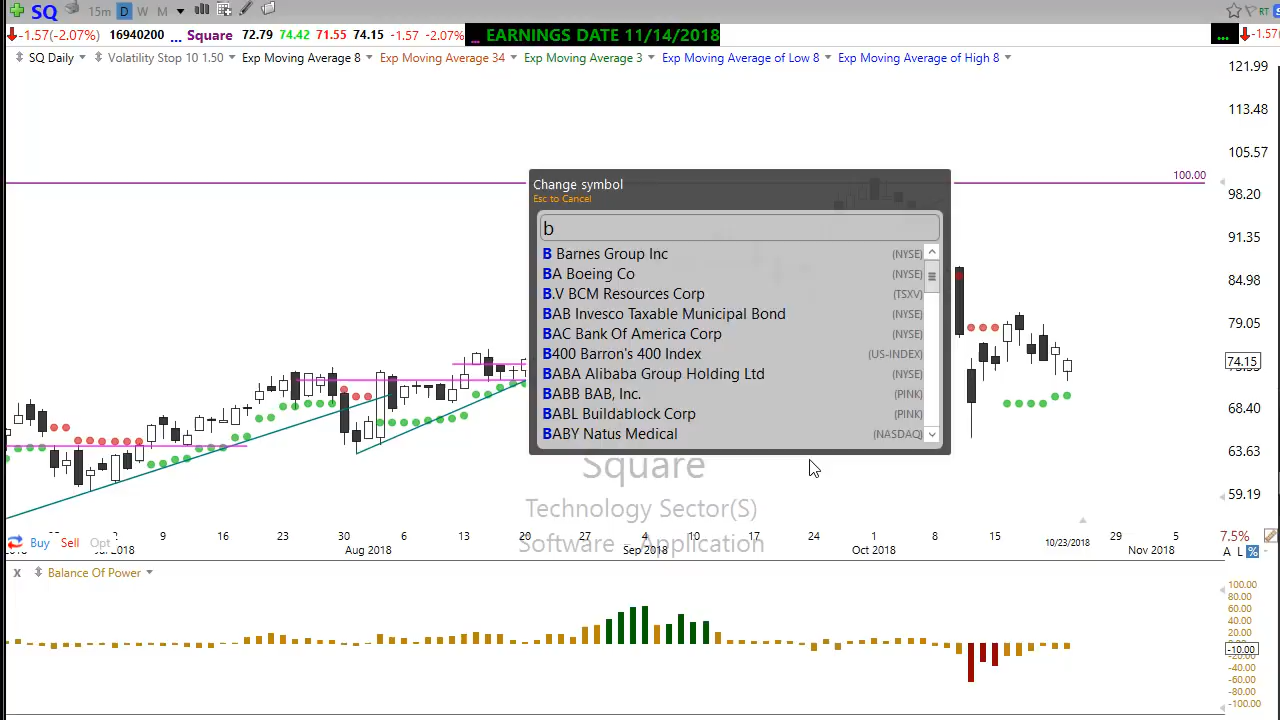 SQ 15m D W M RT
-1.57(-2.07%) 16940200 ... Square 72.79 74.42 71.55 74.15 -1.57 -2.07% ... EARNINGS DATE 11/14/2018 ... -1.57
SQ Daily Volatility Stop 10 1.50 Exp Moving Average 8 Exp Moving Average 34 Exp Moving Average 3 Exp Moving Average of Low 8 Exp Moving Average of High 8
121.99
113.48
105.57
100.00
98.20
91.35
84.98
79.05
74.15
68.40
63.63
59.19
Change symbol
Esc to Cancel
b
B Barnes Group Inc (NYSE)
BA Boeing Co (NYSE)
B.V BCM Resources Corp (TSXV)
BAB Invesco Taxable Municipal Bond (NYSE)
BAC Bank Of America Corp (NYSE)
B400 Barron's 400 Index (US-INDEX)
BABA Alibaba Group Holding Ltd (NYSE)
BABB BAB, Inc. (PINK)
BABL Buildablock Corp (PINK)
BABY Natus Medical (NASDAQ)
Square
Technology Sector(S)
Software - Application
9 16 23 30 6 13 20 27 4 10 17 24 1 8 15 10/23/2018 29 5
Aug 2018 Sep 2018 Oct 2018 Nov 2018
Buy Sell Opt
7.5%
A L %
X Balance Of Power
100.00
80.00
60.00
40.00
20.00
-10.00
-40.00
-60.00
-80.00
-100.00